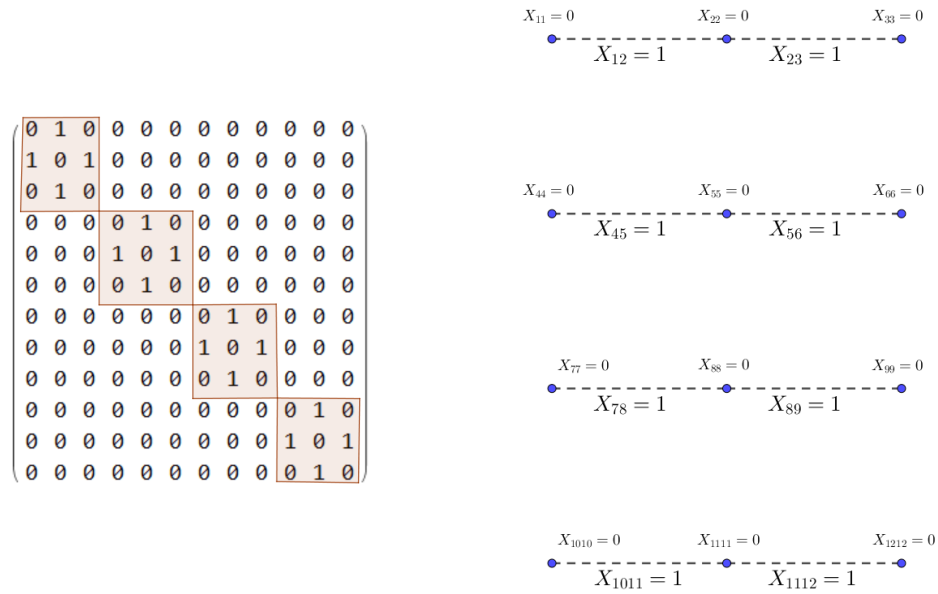 0 1 0 0 0 0 0 0 0 0 0 0
1 0 1 0 0 0 0 0 0 0 0 0
0 1 0 0 0 0 0 0 0 0 0 0
0 0 0 0 1 0 0 0 0 0 0 0
0 0 0 1 0 1 0 0 0 0 0 0
0 0 0 0 1 0 0 0 0 0 0 0
0 0 0 0 0 0 0 1 0 0 0 0
0 0 0 0 0 0 1 0 1 0 0 0
0 0 0 0 0 0 0 1 0 0 0 0
0 0 0 0 0 0 0 0 0 0 1 0
0 0 0 0 0 0 0 0 0 1 0 1
0 0 0 0 0 0 0 0 0 0 1 0
X₁₁ = 0 X₂₂ = 0 X₃₃ = 0
X₁₂ = 1 X₂₃ = 1
X₄₄ = 0 X₅₅ = 0 X₆₆ = 0
X₄₅ = 1 X₅₆ = 1
X₇₇ = 0 X₈₈ = 0 X₉₉ = 0
X₇₈ = 1 X₈₉ = 1
X₁₀₁₀ = 0 X₁₁₁₁ = 0 X₁₂₁₂ = 0
X₁₀₁₁ = 1 X₁₁₁₂ = 1